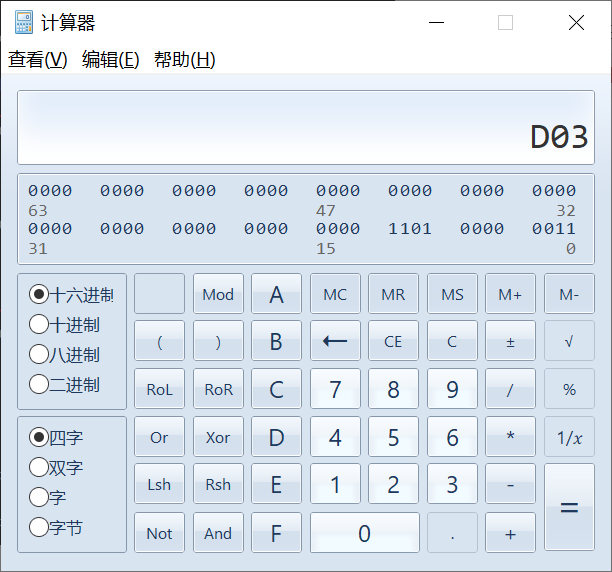 计算器
查看(V) 编辑(E) 帮助(H)
D03
0000 0000 0000 0000 0000 0000 0000 0000
63 47 32
0000 0000 0000 0000 0000 1101 0000 0011
31 15 0
十六进制 Mod A MC MR MS M+ M-
十进制 ( ) B ← CE C ± √
八进制
二进制 RoL RoR C 7 8 9 / %
四字 Or Xor D 4 5 6 * 1/x
双字
字 Lsh Rsh E 1 2 3 - =
字节 Not And F 0 . +